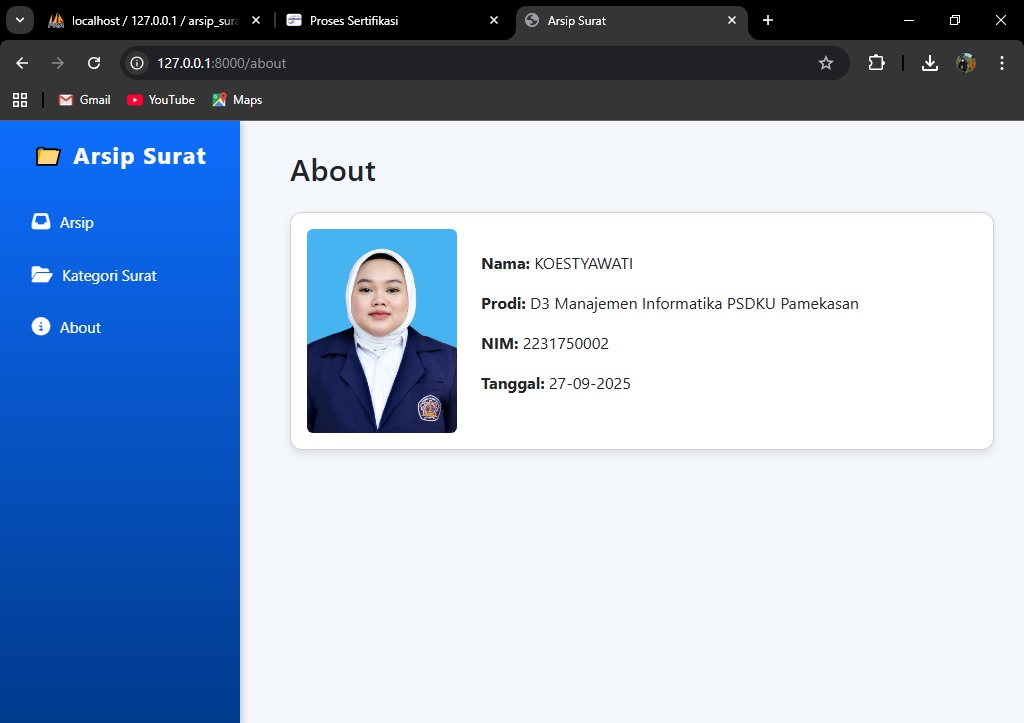 localhost / 127.0.0.1 / arsip_sura
Proses Sertifikasi
Arsip Surat
127.0.0.1:8000/about
Gmail
YouTube
Maps
Arsip Surat
Arsip
Kategori Surat
About
About
Nama: KOESTYAWATI
Prodi: D3 Manajemen Informatika PSDKU Pamekasan
NIM: 2231750002
Tanggal: 27-09-2025